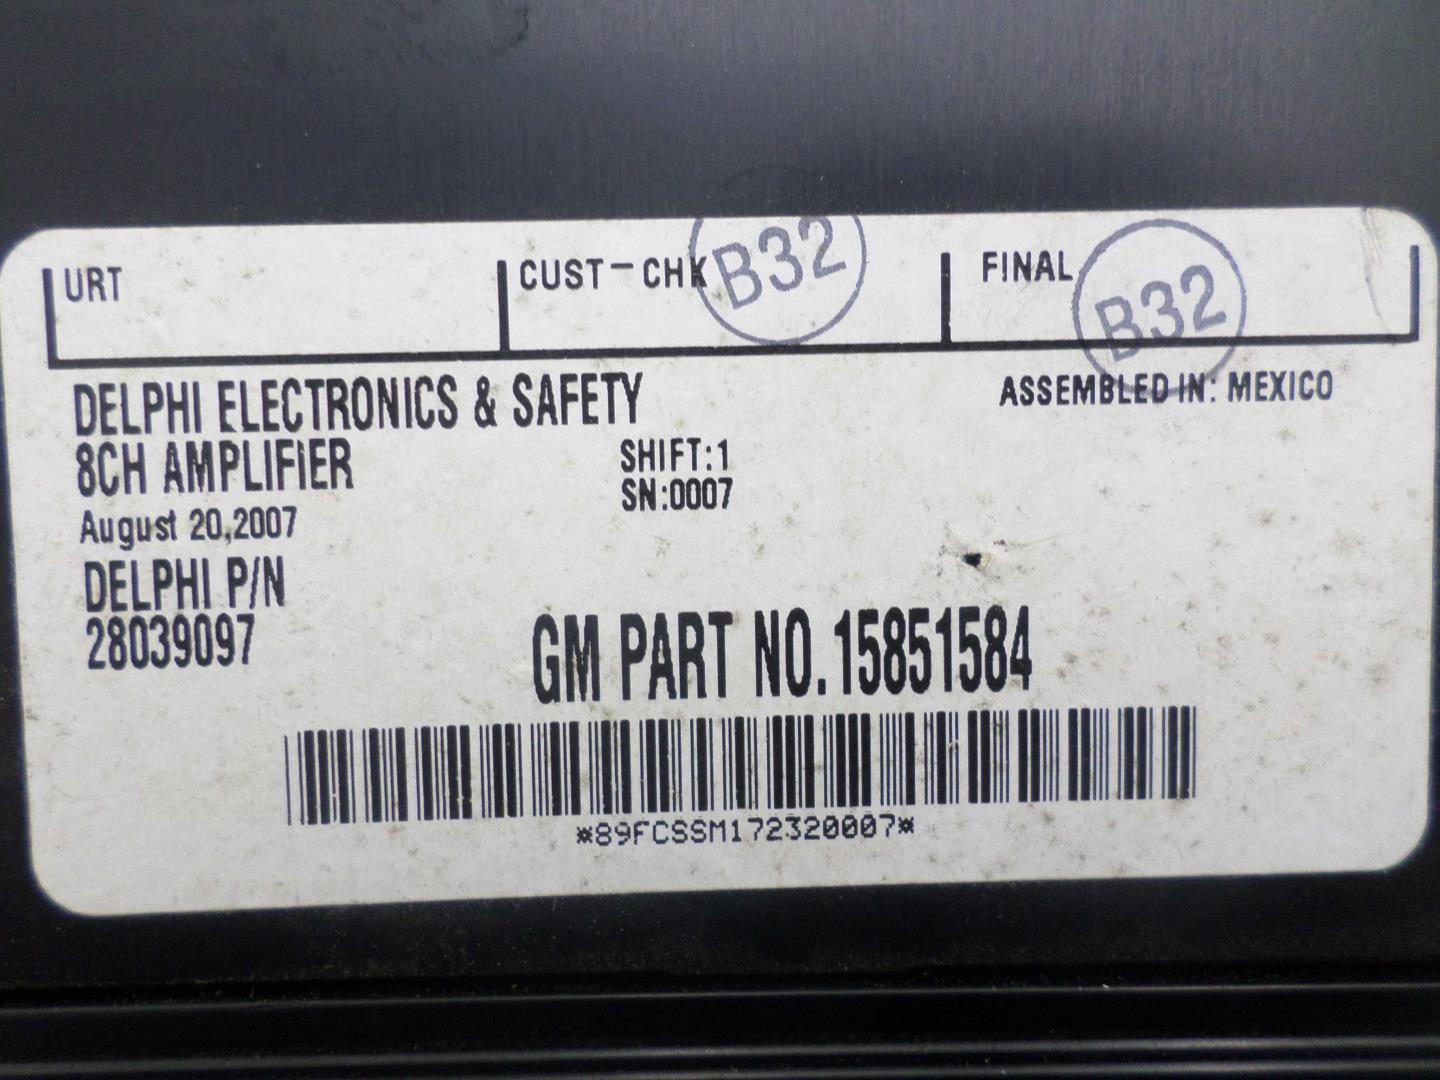 URT
CUST-CHK
B32
FINAL
B32
DELPHI ELECTRONICS & SAFETY
ASSEMBLED IN: MEXICO
8CH AMPLIFIER
SHIFT:1
SN:0007
August 20,2007
DELPHI P/N
28039097
GM PART NO.15851584
*89FCSSM172320007*